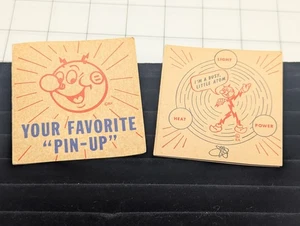 YOUR FAVORITE
"PIN-UP"
LIGHT
I'M A BUSY
LITTLE ATOM
HEAT
POWER